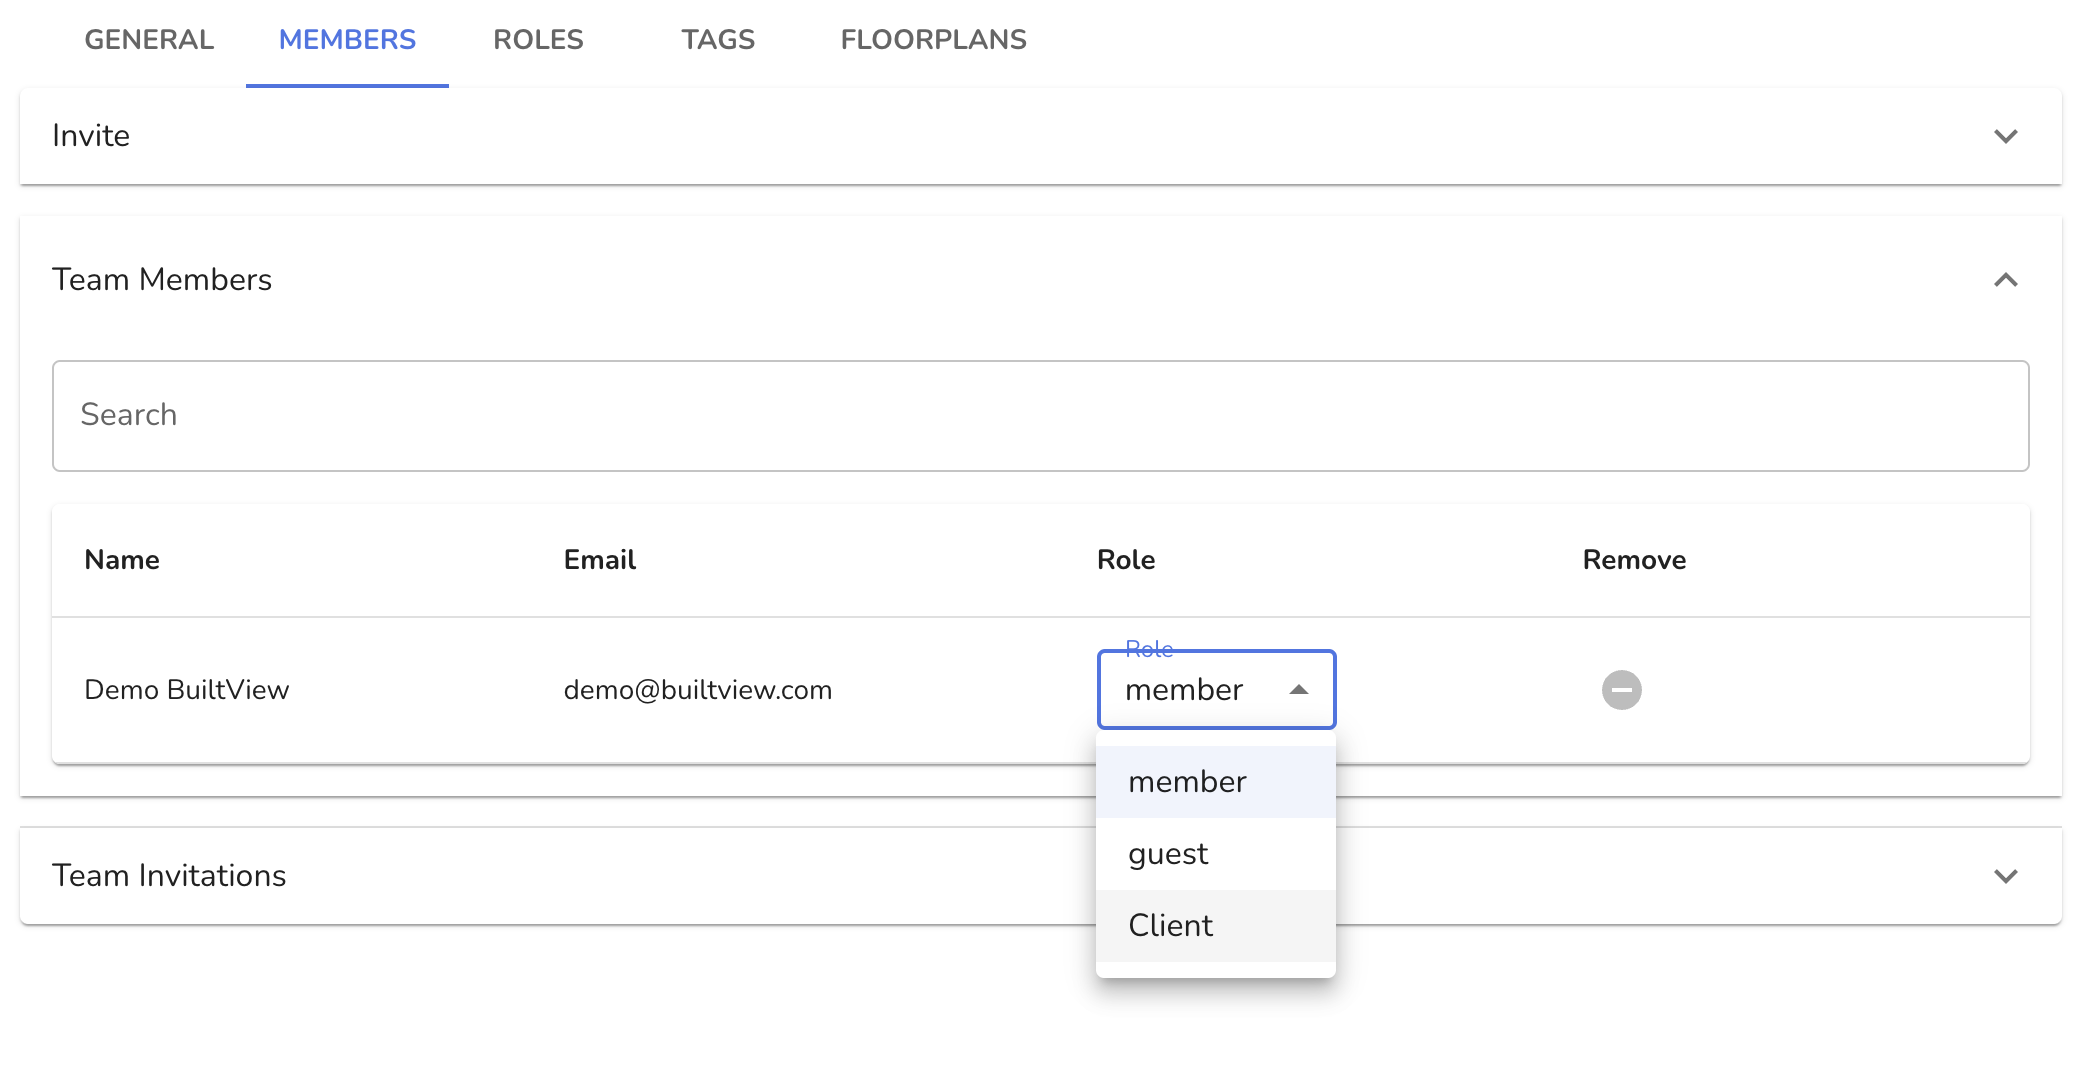 GENERAL MEMBERS ROLES TAGS FLOORPLANS
Invite
Team Members
Search
Name Email Role Remove
Role
Demo BuiltView demo@builtview.com member
member
guest
Team Invitations
Client